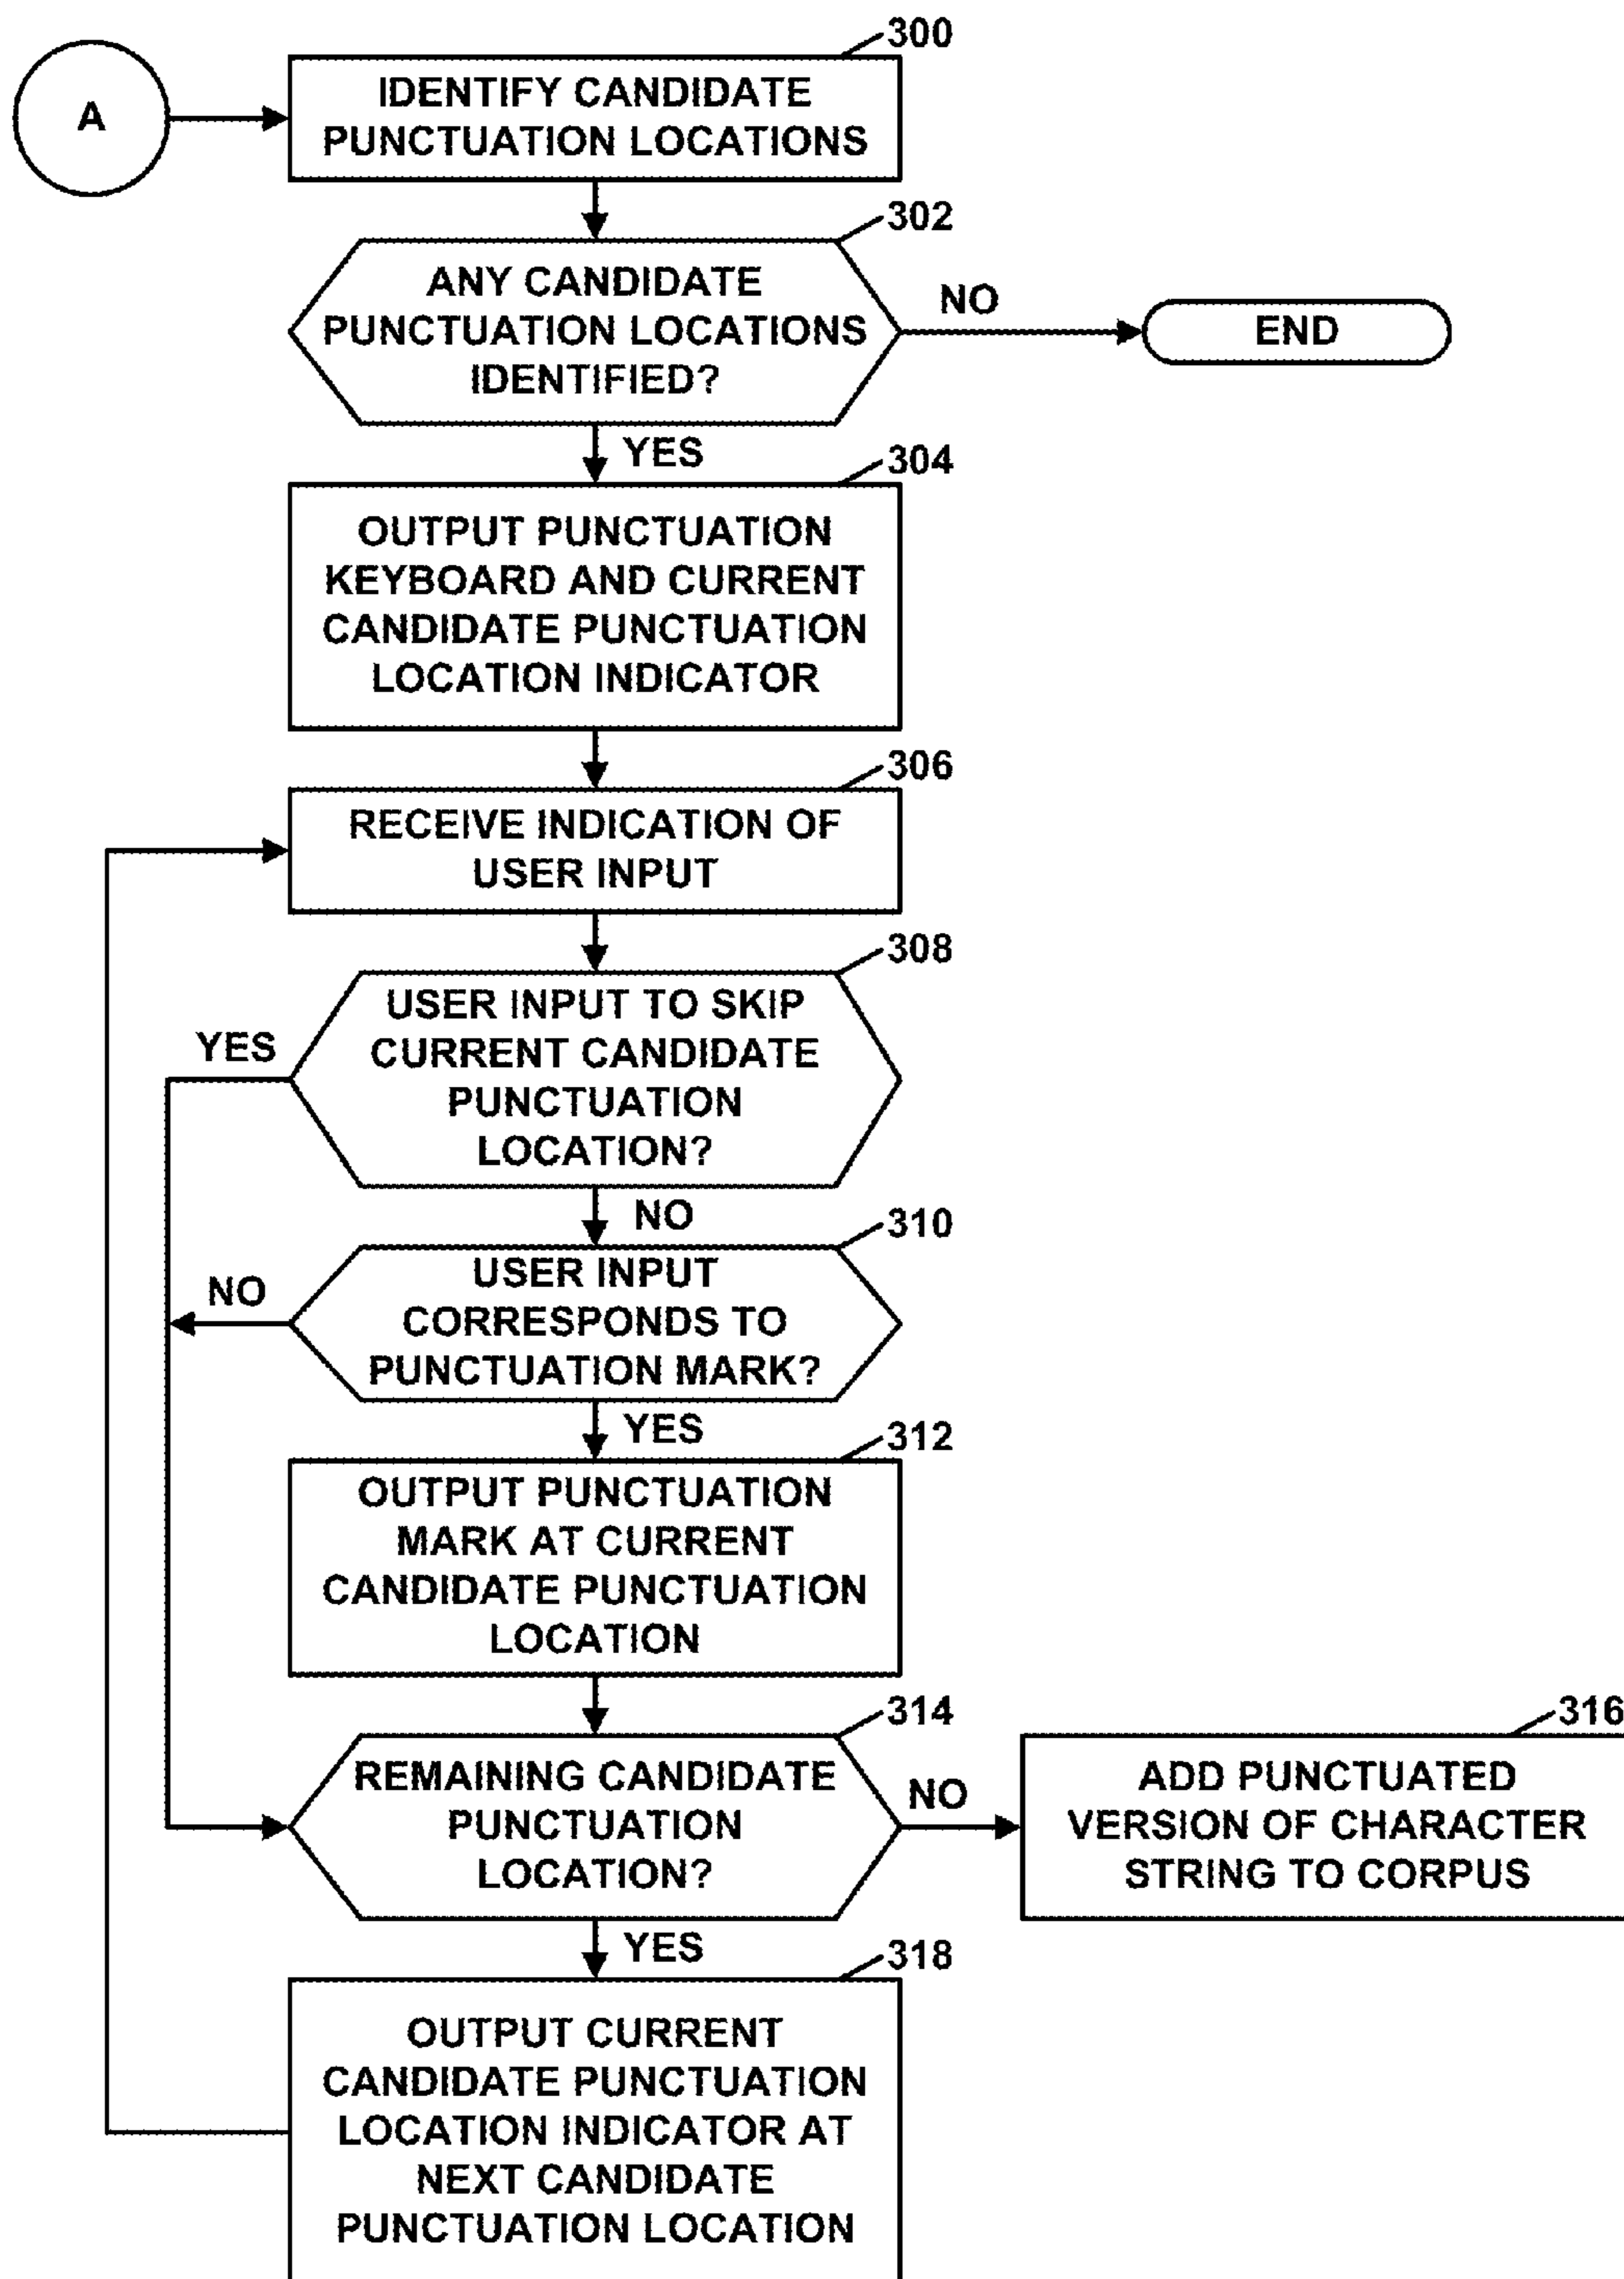 300
A
IDENTIFY CANDIDATE
PUNCTUATION LOCATIONS
302
ANY CANDIDATE
PUNCTUATION LOCATIONS
IDENTIFIED?
NO
END
YES
304
OUTPUT PUNCTUATION
KEYBOARD AND CURRENT
CANDIDATE PUNCTUATION
LOCATION INDICATOR
306
RECEIVE INDICATION OF
USER INPUT
308
USER INPUT TO SKIP
CURRENT CANDIDATE
PUNCTUATION
LOCATION?
YES
NO
310
USER INPUT
CORRESPONDS TO
PUNCTUATION MARK?
NO
YES
312
OUTPUT PUNCTUATION
MARK AT CURRENT
CANDIDATE PUNCTUATION
LOCATION
314
REMAINING CANDIDATE
PUNCTUATION
LOCATION?
NO
316
ADD PUNCTUATED
VERSION OF CHARACTER
STRING TO CORPUS
YES
318
OUTPUT CURRENT
CANDIDATE PUNCTUATION
LOCATION INDICATOR AT
NEXT CANDIDATE
PUNCTUATION LOCATION